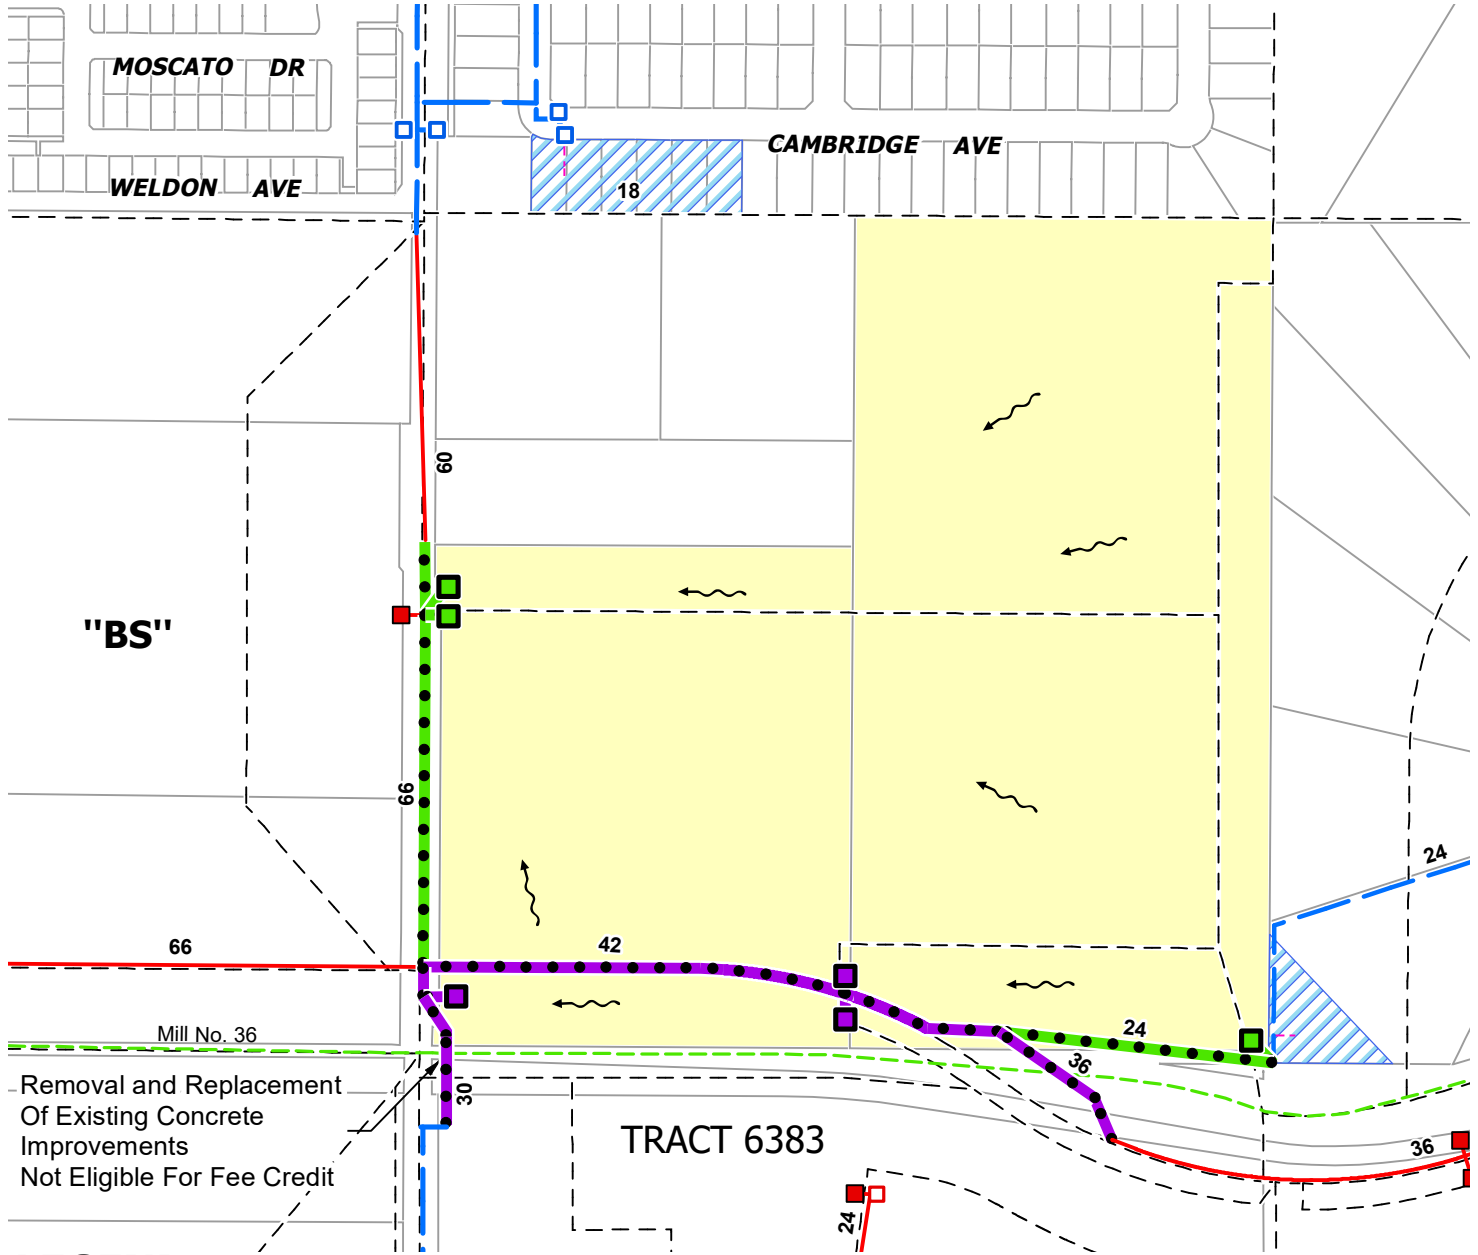 MOSCATO DR
CAMBRIDGE AVE
WELDON AVE
18
60
"BS"
66
24
66
42
24
Mill No. 36
36
Removal and Replacement
Of Existing Concrete
Improvements
Not Eligible For Fee Credit
30
TRACT 6383
36
24